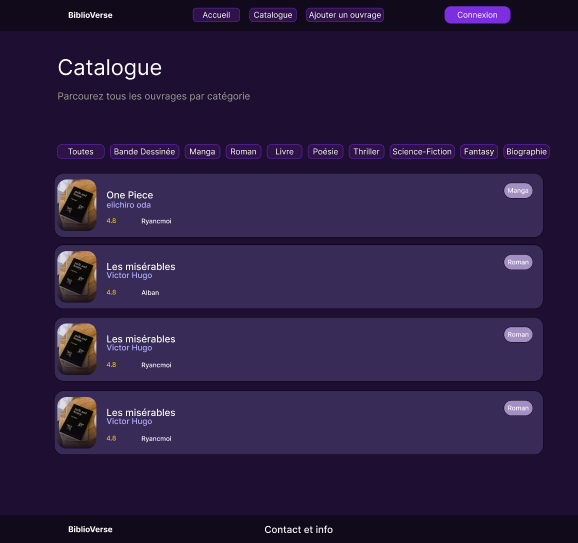 BiblioVerse Accueil Catalogue Ajouter un ouvrage Connexion
Catalogue
Parcourez tous les ouvrages par catégorie
Toutes Bande Dessinée Manga Roman Livre Poésie Thriller Science-Fiction Fantasy Biographie
One Piece Manga
eiichiro oda
4.8 Ryancmoi
Les misérables Roman
Victor Hugo
4.8 Alban
Les misérables Roman
Victor Hugo
4.8 Ryancmoi
Les misérables Roman
Victor Hugo
4.8 Ryancmoi
BiblioVerse Contact et info